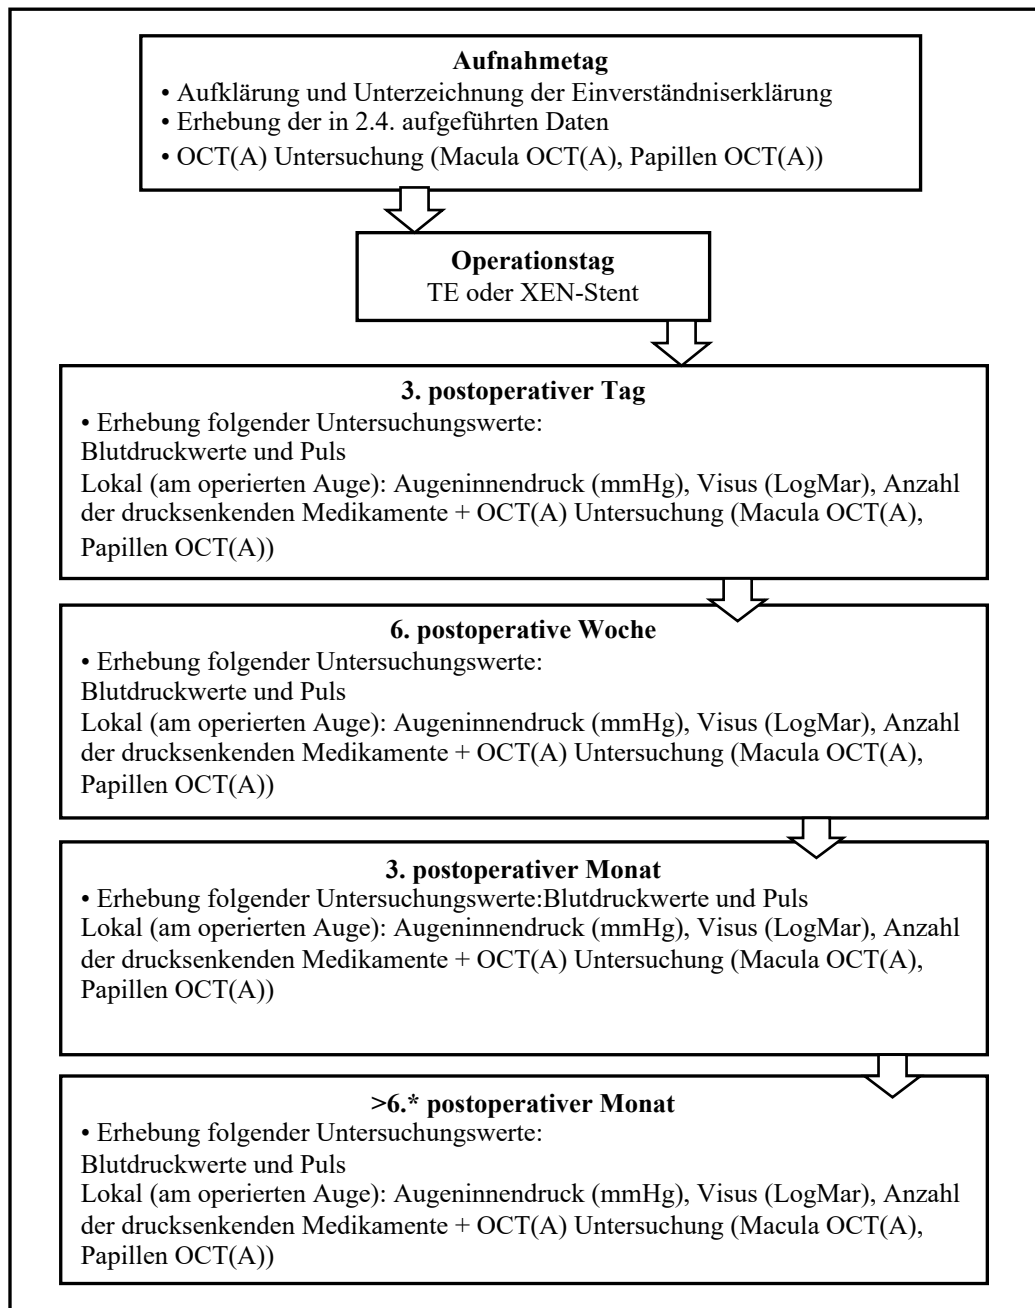 Aufnahmetag
• Aufklärung und Unterzeichnung der Einverständniserklärung
• Erhebung der in 2.4. aufgeführten Daten
• OCT(A) Untersuchung (Macula OCT(A), Papillen OCT(A))
Operationstag
TE oder XEN-Stent
3. postoperativer Tag
• Erhebung folgender Untersuchungswerte:
Blutdruckwerte und Puls
Lokal (am operierten Auge): Augeninnendruck (mmHg), Visus (LogMar), Anzahl
der drucksenkenden Medikamente + OCT(A) Untersuchung (Macula OCT(A),
Papillen OCT(A))
6. postoperative Woche
• Erhebung folgender Untersuchungswerte:
Blutdruckwerte und Puls
Lokal (am operierten Auge): Augeninnendruck (mmHg), Visus (LogMar), Anzahl
der drucksenkenden Medikamente + OCT(A) Untersuchung (Macula OCT(A),
Papillen OCT(A))
3. postoperativer Monat
• Erhebung folgender Untersuchungswerte:Blutdruckwerte und Puls
Lokal (am operierten Auge): Augeninnendruck (mmHg), Visus (LogMar), Anzahl
der drucksenkenden Medikamente + OCT(A) Untersuchung (Macula OCT(A),
Papillen OCT(A))
>6.* postoperativer Monat
• Erhebung folgender Untersuchungswerte:
Blutdruckwerte und Puls
Lokal (am operierten Auge): Augeninnendruck (mmHg), Visus (LogMar), Anzahl
der drucksenkenden Medikamente + OCT(A) Untersuchung (Macula OCT(A),
Papillen OCT(A))